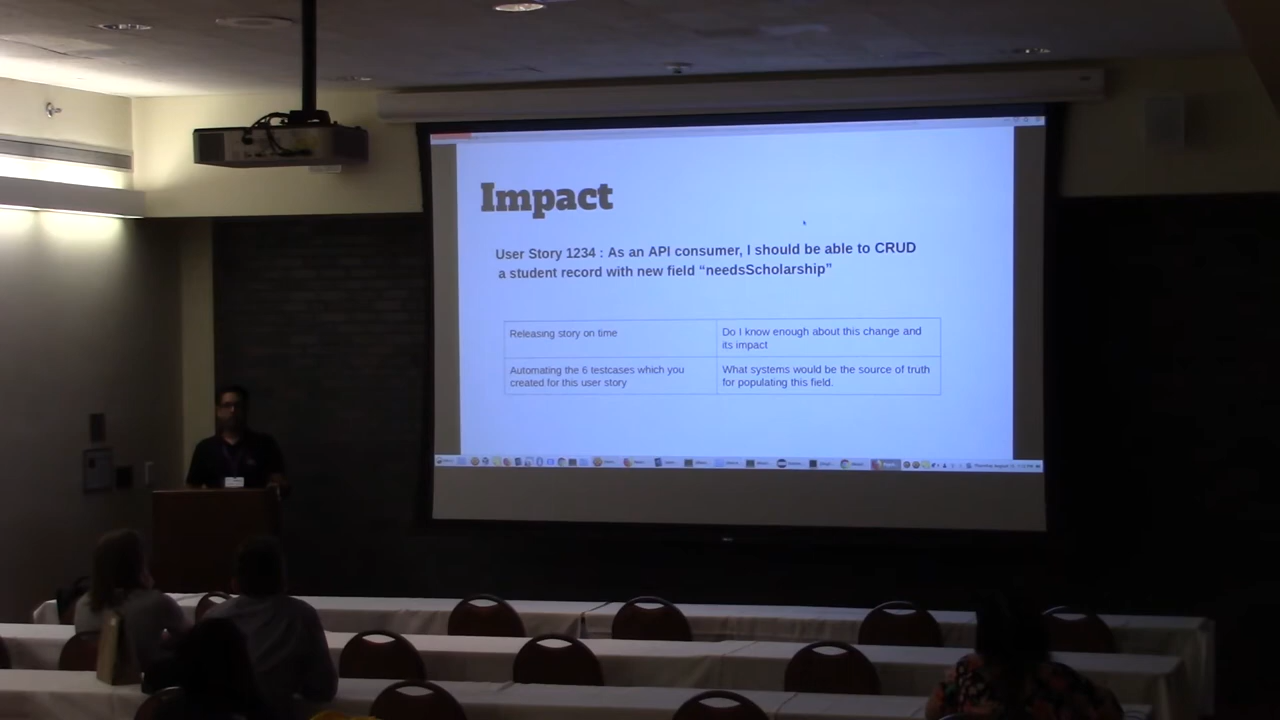 Impact
User Story 1234 : As an API consumer, I should be able to CRUD
a student record with new field “needsScholarship”
Releasing story on time
Do I know enough about this change and
its impact
Automating the 6 testcases which you
created for this user story
What systems would be the source of truth
for populating this field.